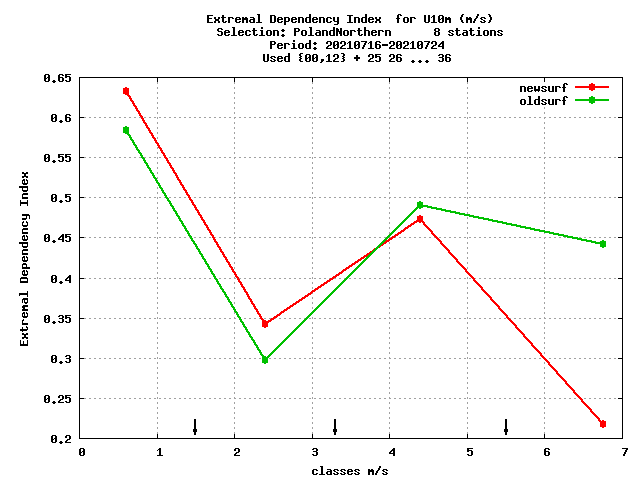 Extremal Dependency Index  for U10m (m/s)
Selection: PolandNorthern      8 stations
Period: 20210716-20210724
Used {00,12} + 25 26 ... 36
newsurf
oldsurf
0.65
0.6
0.55
0.5
0.45
0.4
0.35
0.3
0.25
0.2
Extremal Dependency Index
0 1 2 3 4 5 6 7
classes m/s